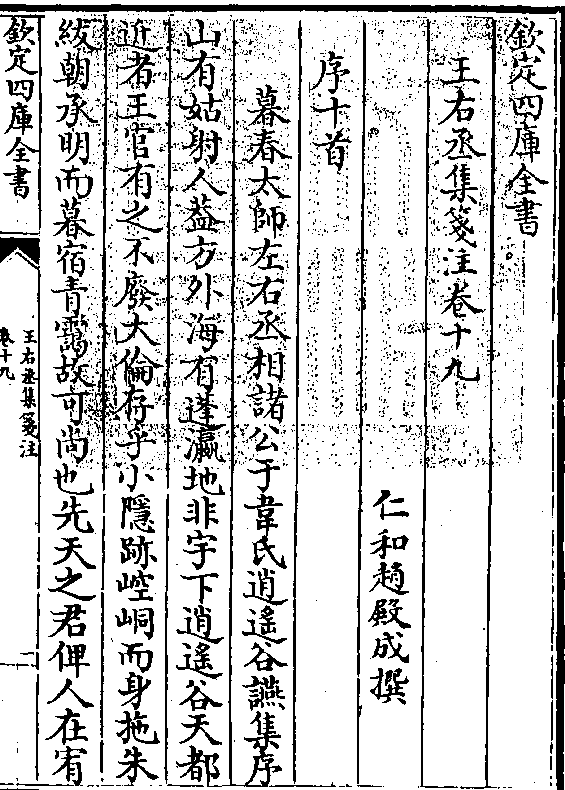 欽定四庫全書
王右丞集箋注卷十九
仁和趙殿成撰
序十首
暮春太師左右丞相諸公于韋氏逍遙谷讌集序
山有姑射人葢方外海有蓬瀛地非宇下逍遙谷天都
近者王官有之不廢大倫存乎小隱跡崆峒而身拖朱
紱朝承明而暮宿青靄故可尚也先天之君俾人在宥
欽定四庫全書
王右丞集箋注
卷十九